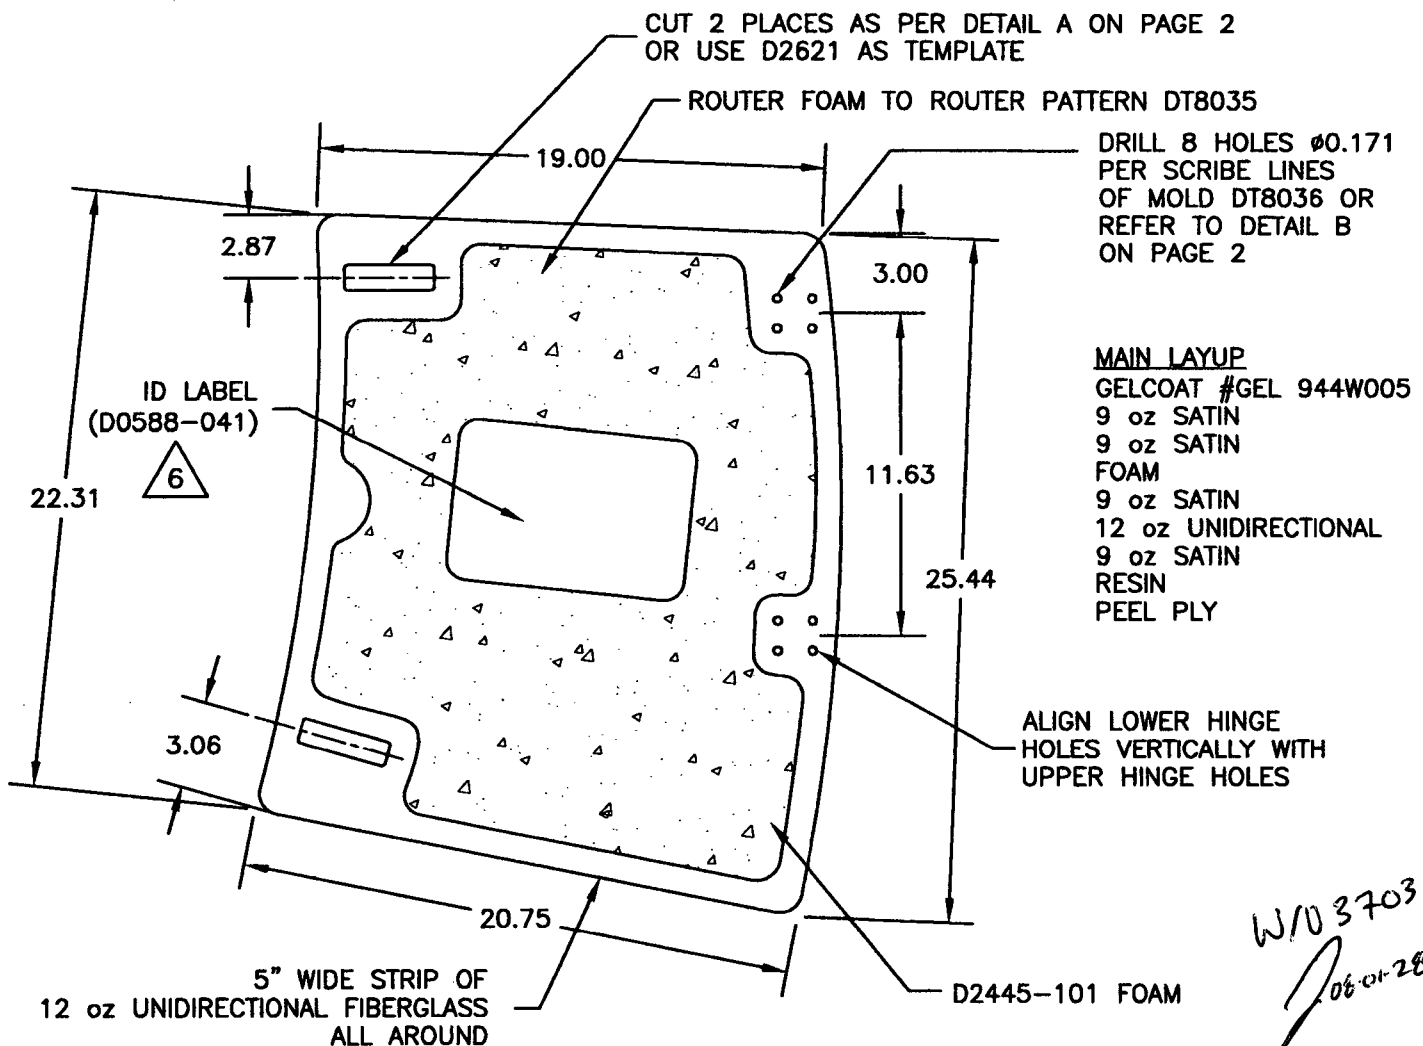 CUT 2 PLACES AS PER DETAIL A ON PAGE 2
OR USE D2621 AS TEMPLATE
ROUTER FOAM TO ROUTER PATTERN DT8035
DRILL 8 HOLES ø0.171
PER SCRIBE LINES
OF MOLD DT8036 OR
REFER TO DETAIL B
ON PAGE 2
19.00
2.87
3.00
MAIN LAYUP
GELCOAT #GEL 944W005
9 oz SATIN
9 oz SATIN
FOAM
9 oz SATIN
12 oz UNIDIRECTIONAL
9 oz SATIN
RESIN
PEEL PLY
ID LABEL
(D0588-041)
6
22.31
11.63
25.44
ALIGN LOWER HINGE
HOLES VERTICALLY WITH
UPPER HINGE HOLES
3.06
20.75
5" WIDE STRIP OF
12 oz UNIDIRECTIONAL FIBERGLASS
ALL AROUND
D2445-101 FOAM
W/O 3703
08-01-28